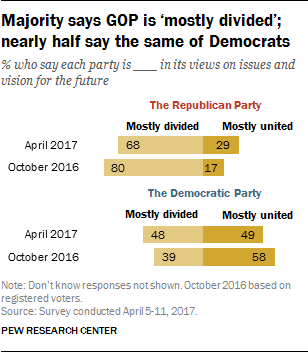 Majority says GOP is ‘mostly divided’;
nearly half say the same of Democrats
% who say each party is ___ in its views on issues and
vision for the future
The Republican Party
Mostly divided Mostly united
April 2017 68 29
October 2016 80 17
The Democratic Party
Mostly divided Mostly united
April 2017 48 49
October 2016 39 58
Note: Don't know responses not shown. October 2016 based on
registered voters.
Source: Survey conducted April 5-11, 2017.
PEW RESEARCH CENTER